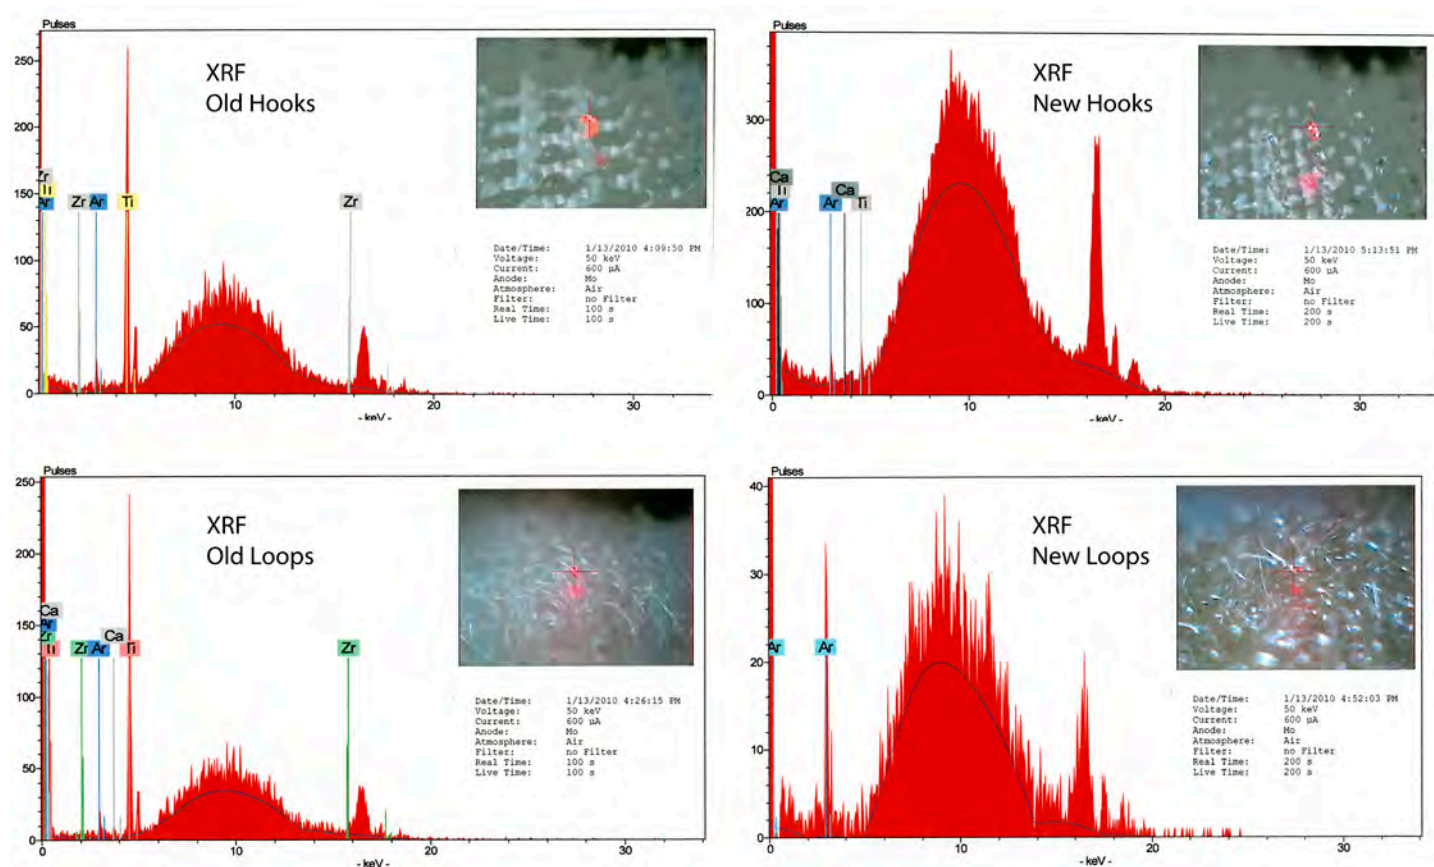 Pulses
250
200
150
100
50
0
XRF
Old Hooks
Zr
Ti
Ar
Zr
Ar
Ti
Zr
Date/Time: 1/13/2010 4:09:50 PM
Voltage: 50 keV
Current: 600 µA
Anode: Mo
Atmosphere: Air
Filter: no Filter
Real Time: 100 s
Live Time: 100 s
10
20
30
- keV -
Pulses
300
200
100
0
XRF
New Hooks
Ca
Ti
Ar
Ar
Ca
Ti
Date/Time: 1/13/2010 5:13:51 PM
Voltage: 50 keV
Current: 600 µA
Anode: Mo
Atmosphere: Air
Filter: no Filter
Real Time: 200 s
Live Time: 200 s
0
10
20
30
- keV -
Pulses
250
200
150
100
50
0
XRF
Old Loops
Ca
Ar
Zr
Ti
Zr
Ar
Ca
Ti
Zr
Date/Time: 1/13/2010 4:26:15 PM
Voltage: 50 keV
Current: 600 µA
Anode: Mo
Atmosphere: Air
Filter: no Filter
Real Time: 100 s
Live Time: 100 s
0
10
20
30
- keV -
Pulses
40
30
20
10
0
XRF
New Loops
Ar
Ar
Date/Time: 1/13/2010 4:52:03 PM
Voltage: 50 keV
Current: 600 µA
Anode: Mo
Atmosphere: Air
Filter: no Filter
Real Time: 200 s
Live Time: 200 s
0
10
20
30
- keV -